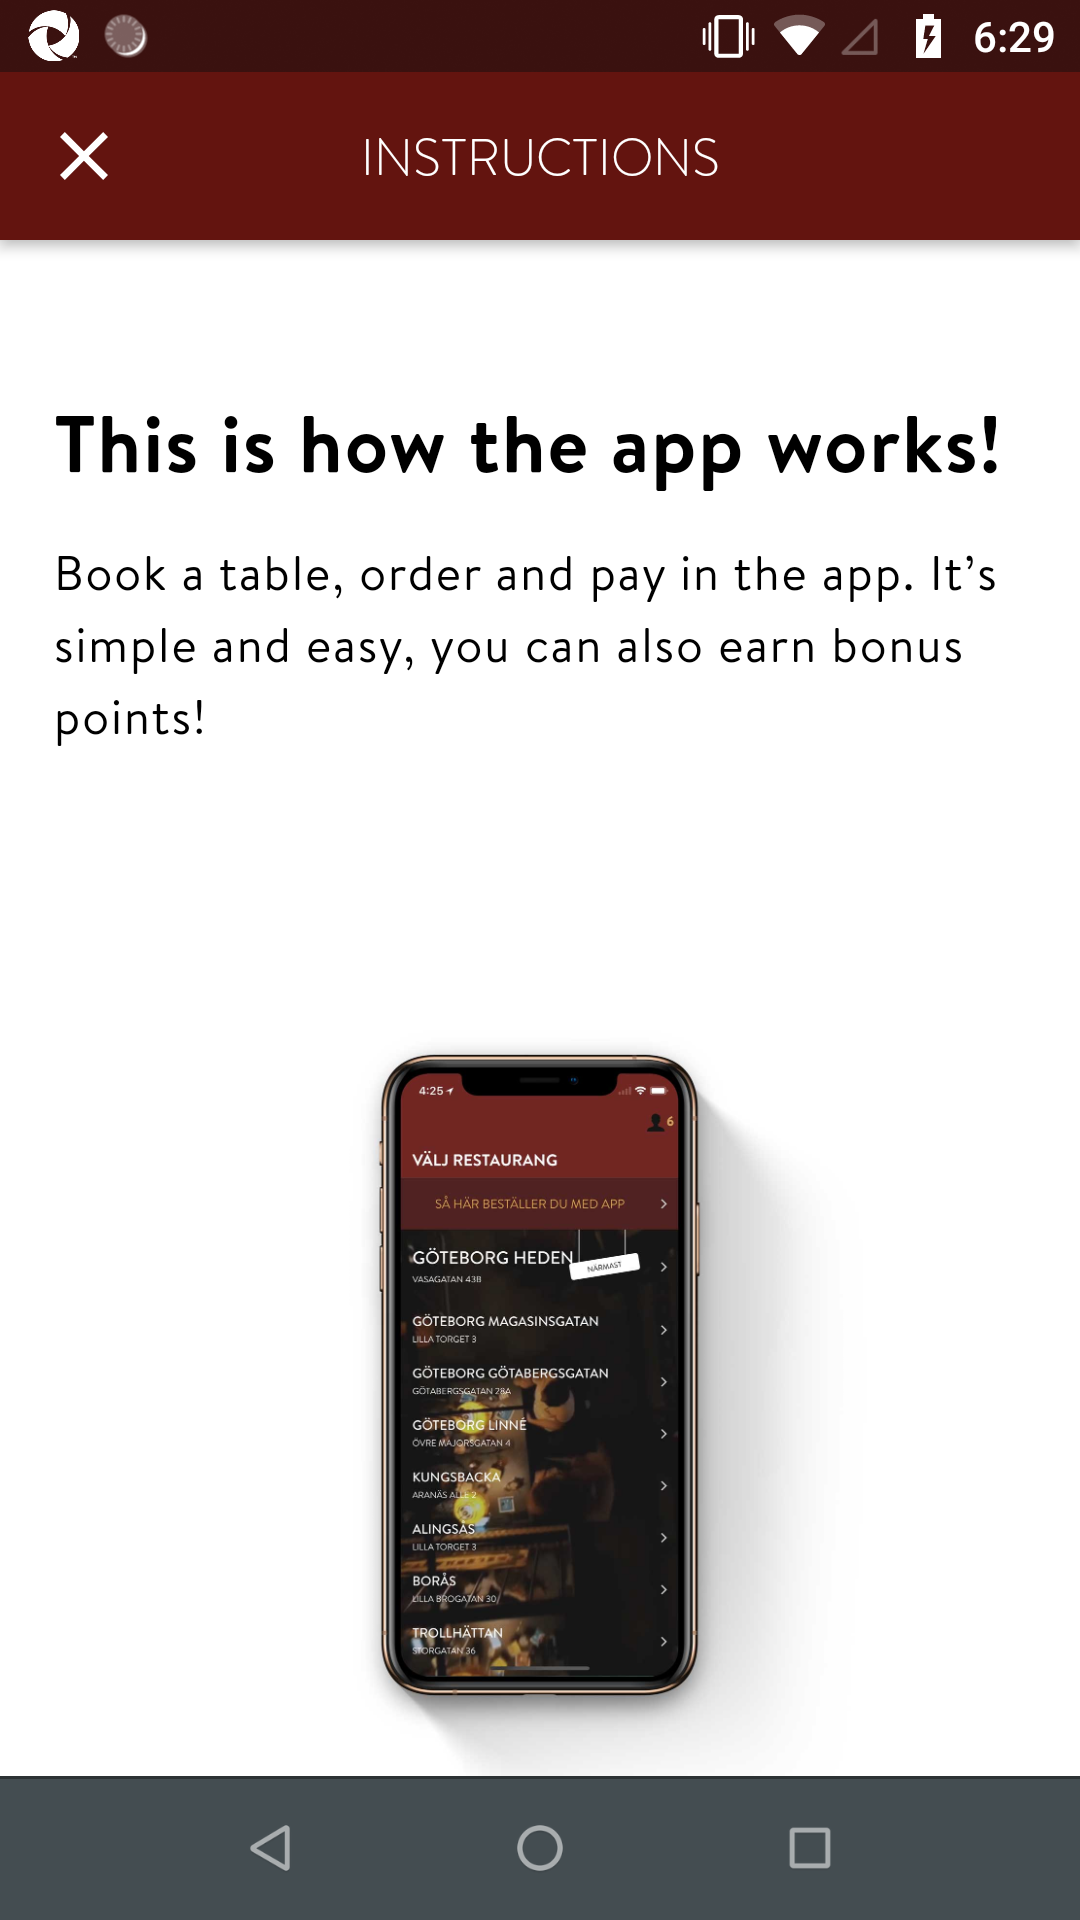 6:29
INSTRUCTIONS
This is how the app works!
Book a table, order and pay in the app. It’s
simple and easy, you can also earn bonus
points!
4:25
6
VÄLJ RESTAURANG
SÅ HÄR BESTÄLLER DU MED APP
GÖTEBORG HEDEN
NÄRMAST
VASAGATAN 43B
GÖTEBORG MAGASINSGATAN
LILLA TORGET 3
GÖTEBORG GÖTABERGSGATAN
GÖTABERGSGATAN 28A
GÖTEBORG LINNÉ
ÖVRE MAJORSGATAN 4
KUNGSBACKA
ARANÄS ALLÉ 2
ALINGSÅS
LILLA TORGET 3
BORÅS
LILLA BROGATAN 30
TROLLHÄTTAN
STORGATAN 36